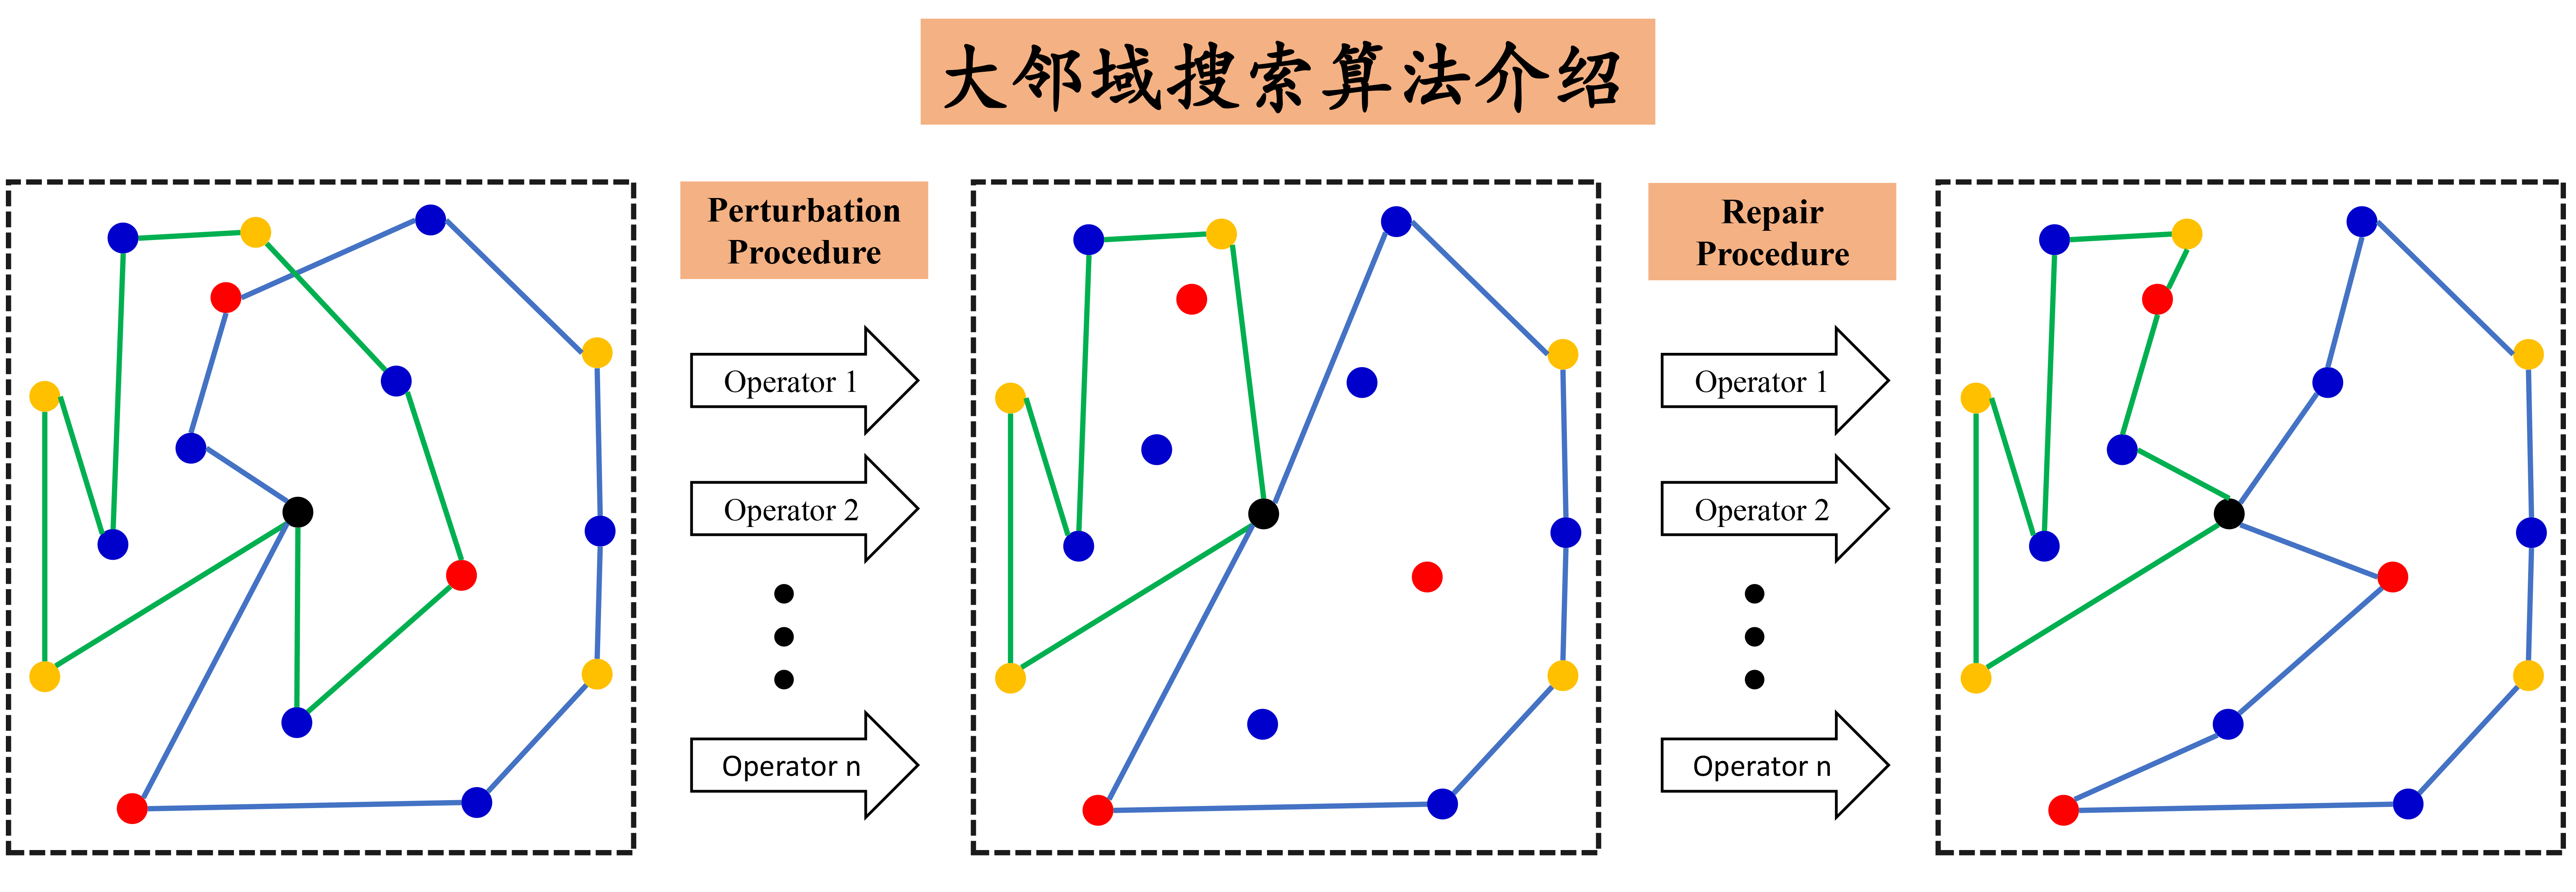 大邻域搜索算法介绍
Perturbation
Procedure
Operator 1
Operator 2
Operator n
Repair
Procedure
Operator 1
Operator 2
Operator n